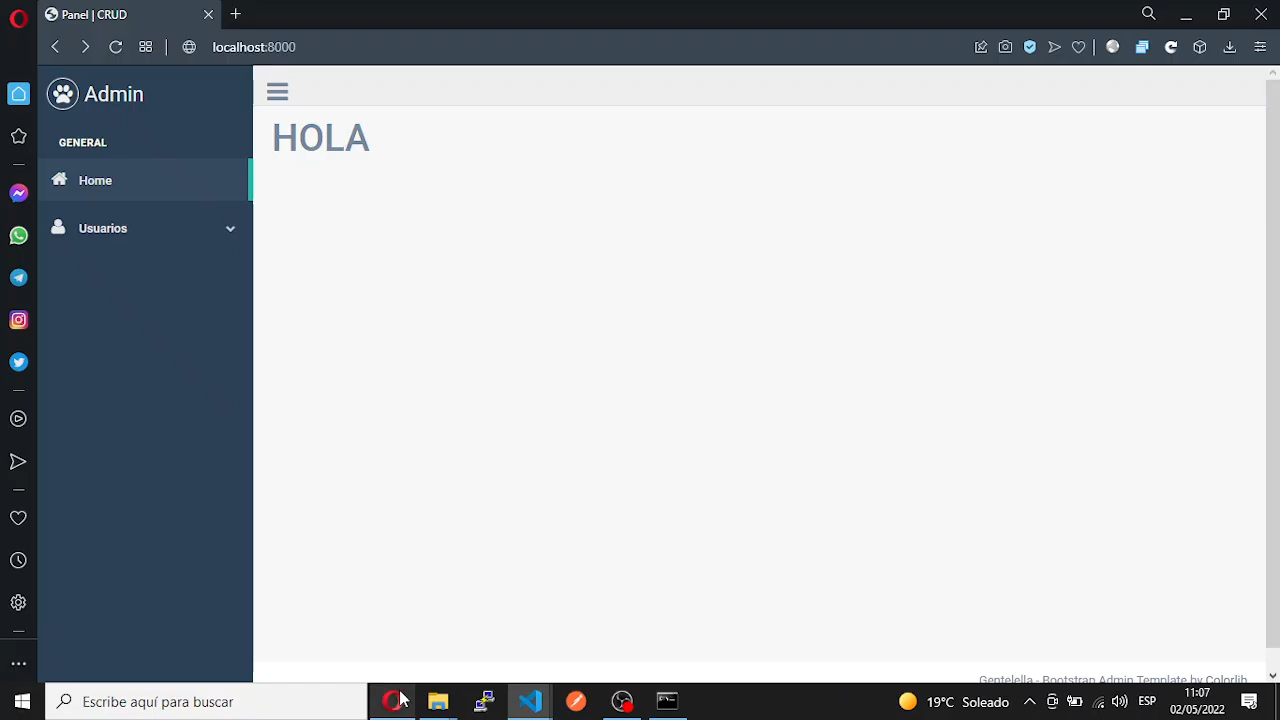 Panel | CRUD
localhost:8000
Admin
GENERAL
Home
Usuarios
HOLA
Gentelella - Bootstrap Admin Template by Colorlib
Escribe aquí para buscar
19°C Soleado
ESP
11:07
02/05/2022